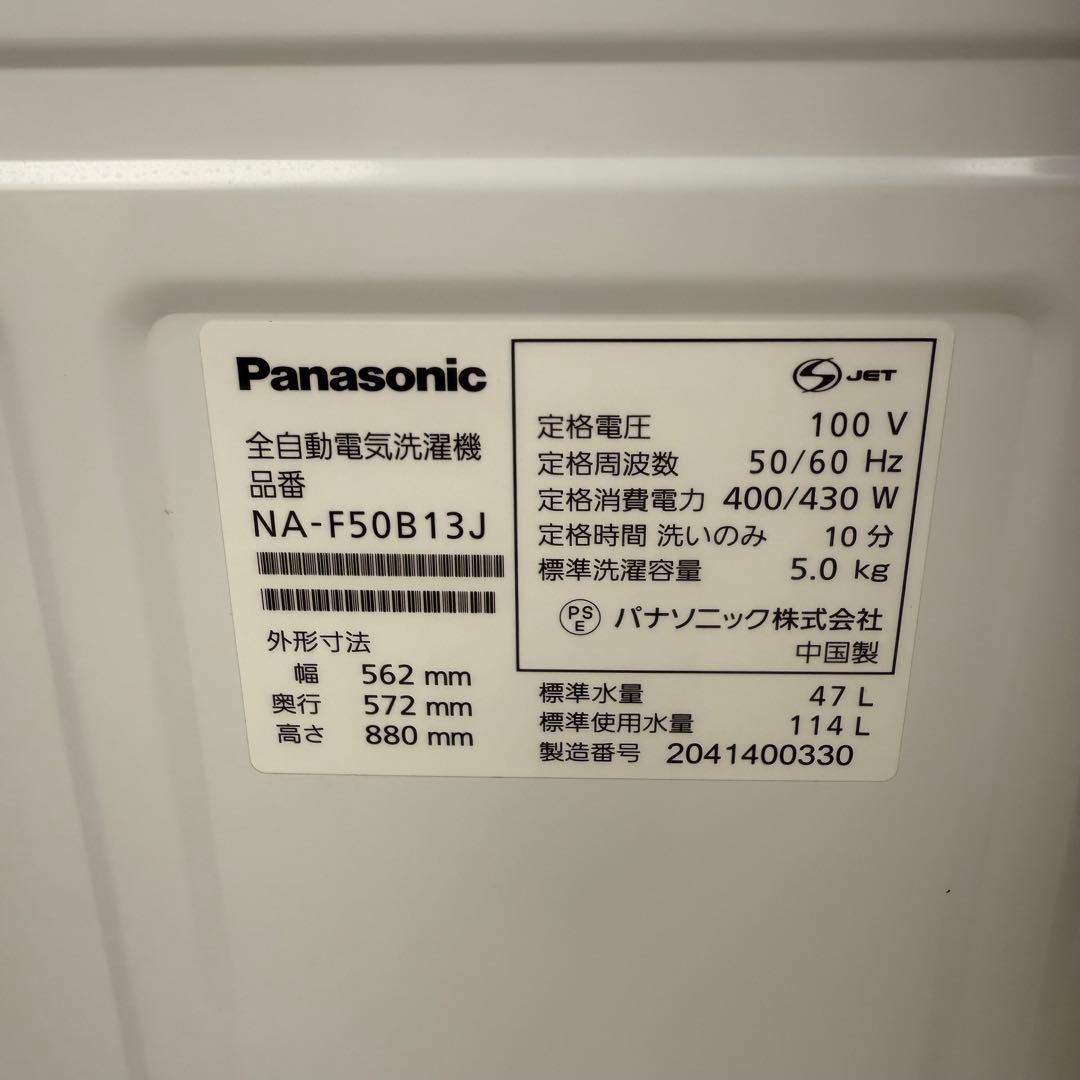 Panasonic
全自動電気洗濯機
品番
NA-F50B13J
外形寸法
幅 562 mm
奥行 572 mm
高さ 880 mm
S JET
定格電圧 100 V
定格周波数 50/60 Hz
定格消費電力 400/430 W
定格時間 洗いのみ 10 分
標準洗濯容量 5.0 kg
PS
E パナソニック株式会社
中国製
標準水量 47 L
標準使用水量 114 L
製造番号 2041400330